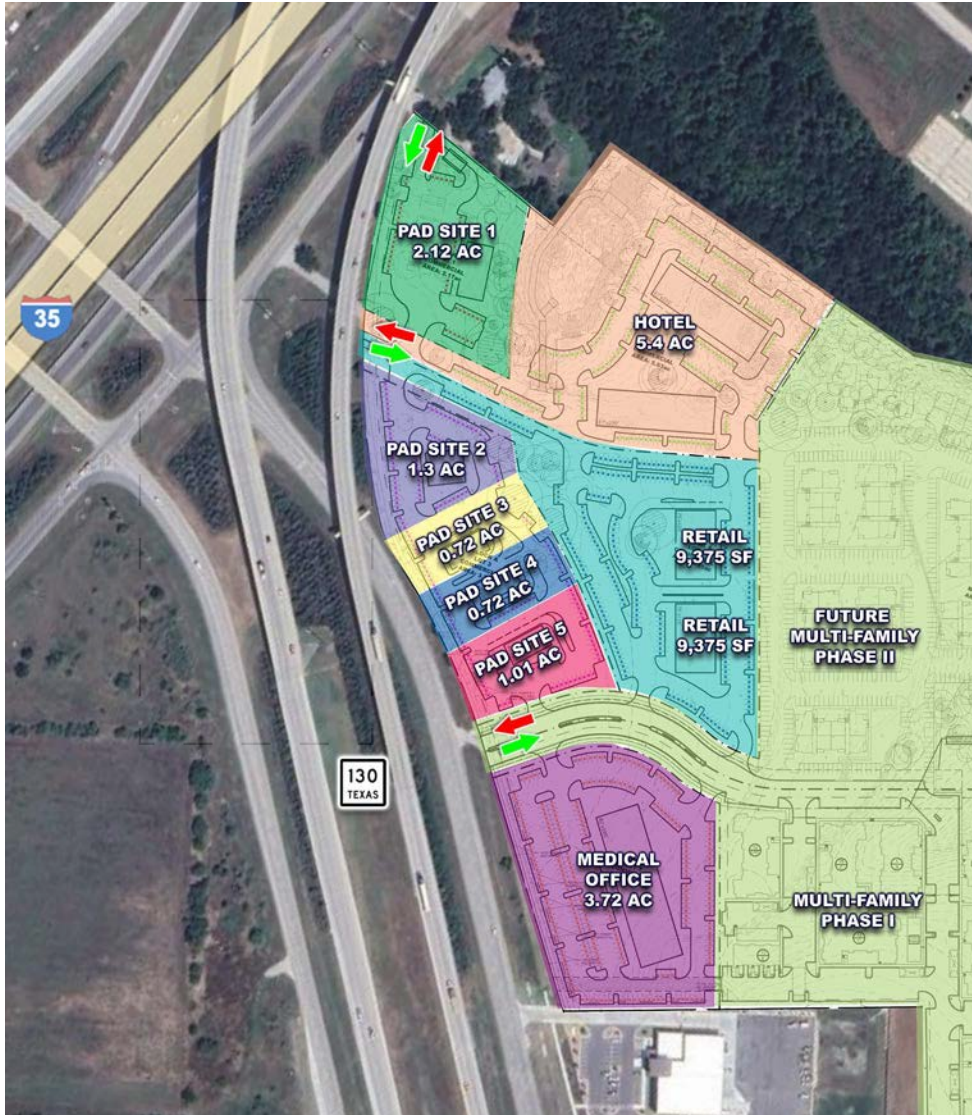 PAD SITE 1
2.12 AC
HOTEL
5.4 AC
35
PAD SITE 2
1.3 AC
PAD SITE 3
0.72 AC
PAD SITE 4
0.72 AC
PAD SITE 5
1.01 AC
RETAIL
9,375 SF
RETAIL
9,375 SF
FUTURE
MULTI-FAMILY
PHASE II
130
TEXAS
MEDICAL
OFFICE
3.72 AC
MULTI-FAMILY
PHASE I